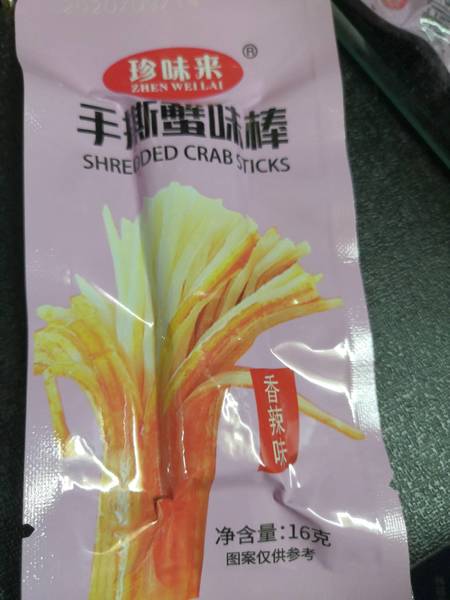 珍味来®
ZHEN WEI LAI
手撕蟹味棒
SHREDDED CRAB STICKS
香辣味
净含量:16克
图案仅供参考